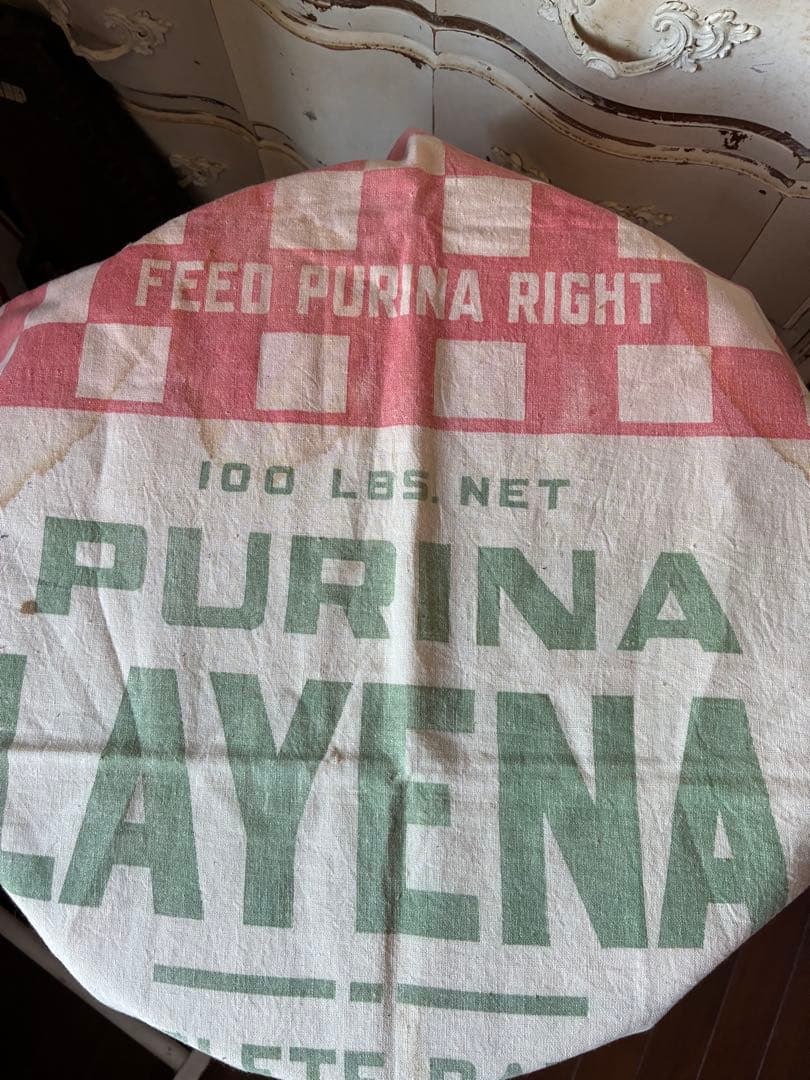 FEED PURINA RIGHT
100 LBS. NET
PURINA
LAYENA